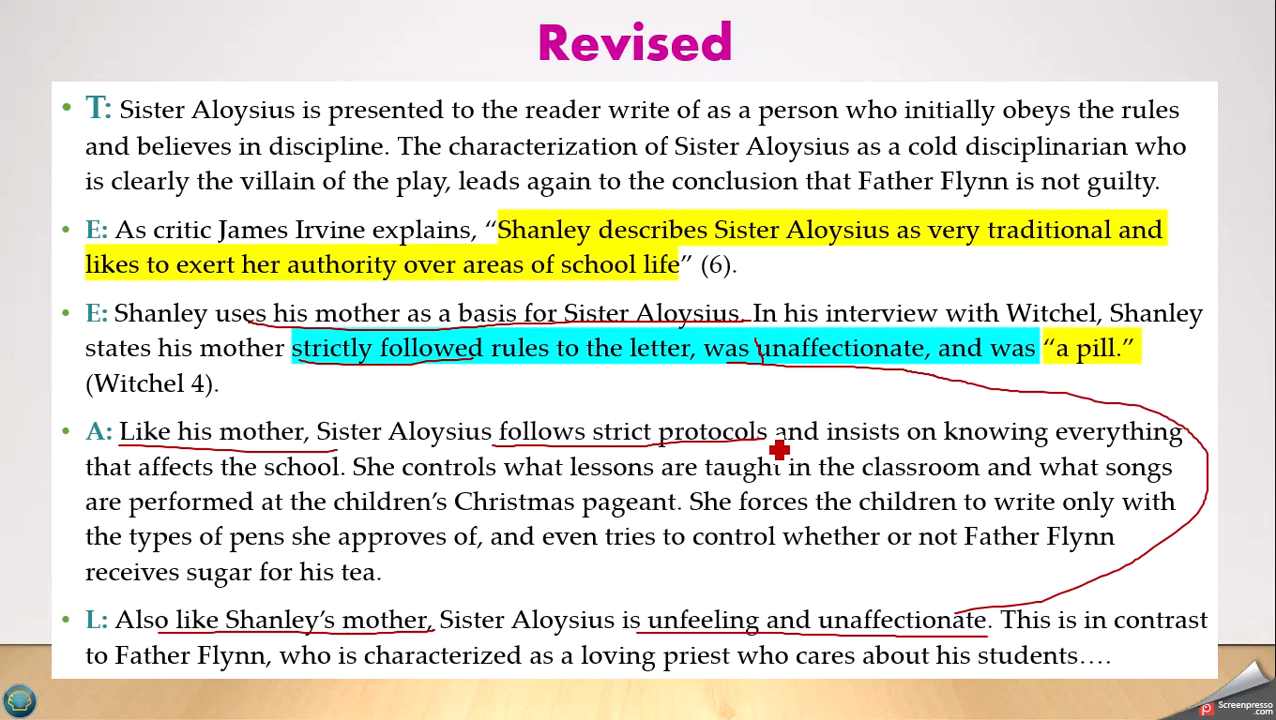 Revised
• T: Sister Aloysius is presented to the reader write of as a person who initially obeys the rules
and believes in discipline. The characterization of Sister Aloysius as a cold disciplinarian who
is clearly the villain of the play, leads again to the conclusion that Father Flynn is not guilty.
• E: As critic James Irvine explains, “Shanley describes Sister Aloysius as very traditional and
likes to exert her authority over areas of school life” (6).
• E: Shanley uses his mother as a basis for Sister Aloysius. In his interview with Witchel, Shanley
states his mother strictly followed rules to the letter, was unaffectionate, and was “a pill.”
(Witchel 4).
• A: Like his mother, Sister Aloysius follows strict protocols and insists on knowing everything
that affects the school. She controls what lessons are taught in the classroom and what songs
are performed at the children’s Christmas pageant. She forces the children to write only with
the types of pens she approves of, and even tries to control whether or not Father Flynn
receives sugar for his tea.
• L: Also like Shanley’s mother, Sister Aloysius is unfeeling and unaffectionate. This is in contrast
to Father Flynn, who is characterized as a loving priest who cares about his students….
Screenpresso
.com